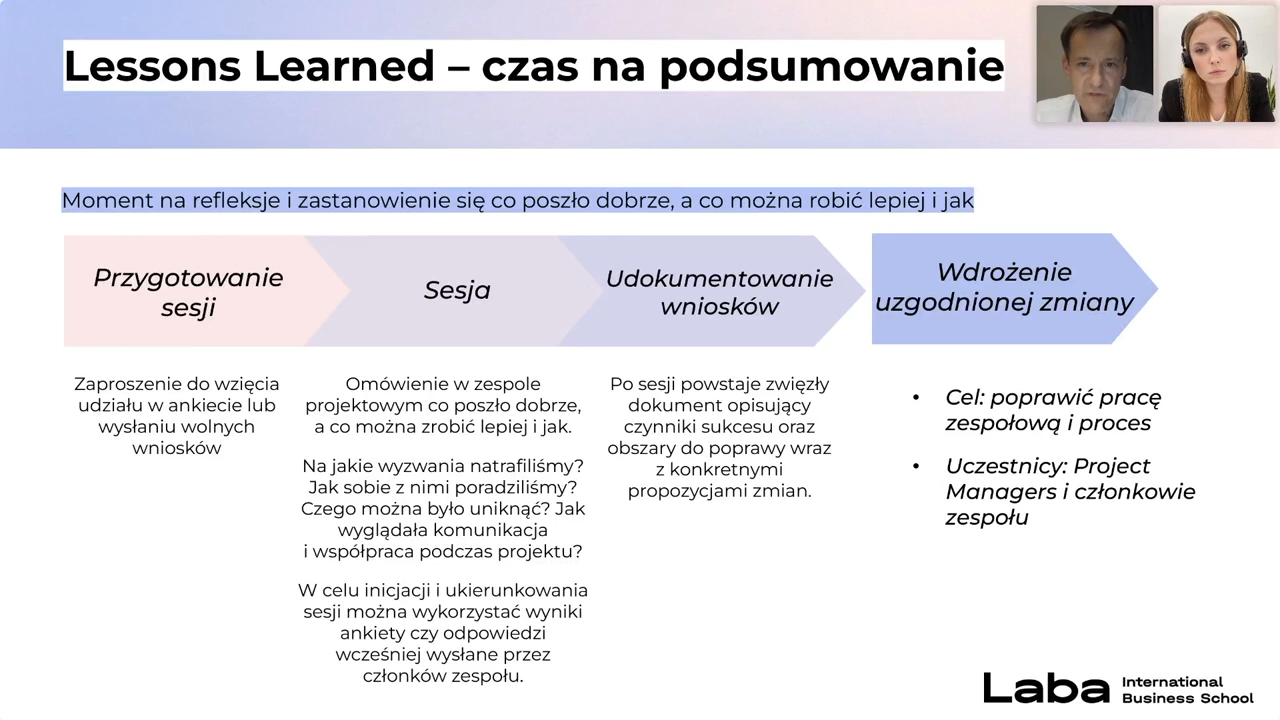 Lessons Learned – czas na podsumowanie
Moment na refleksje i zastanowienie się co poszło dobrze, a co można robić lepiej i jak
Przygotowanie
sesji
Sesja
Udokumentowanie
wniosków
Wdrożenie
uzgodnionej zmiany
Zaproszenie do wzięcia
udziału w ankiecie lub
wysłaniu wolnych
wniosków
Omówienie w zespole
projektowym co poszło dobrze,
a co można zrobić lepiej i jak.
Na jakie wyzwania natrafiliśmy?
Jak sobie z nimi poradziliśmy?
Czego można było uniknąć? Jak
wyglądała komunikacja
i współpraca podczas projektu?
W celu inicjacji i ukierunkowania
sesji można wykorzystać wyniki
ankiety czy odpowiedzi
wcześniej wysłane przez
członków zespołu.
Po sesji powstaje zwięzły
dokument opisujący
czynniki sukcesu oraz
obszary do poprawy wraz
z konkretnymi
propozycjami zmian.
• Cel: poprawić pracę
zespołową i proces
• Uczestnicy: Project
Managers i członkowie
zespołu
Laba International
Business School